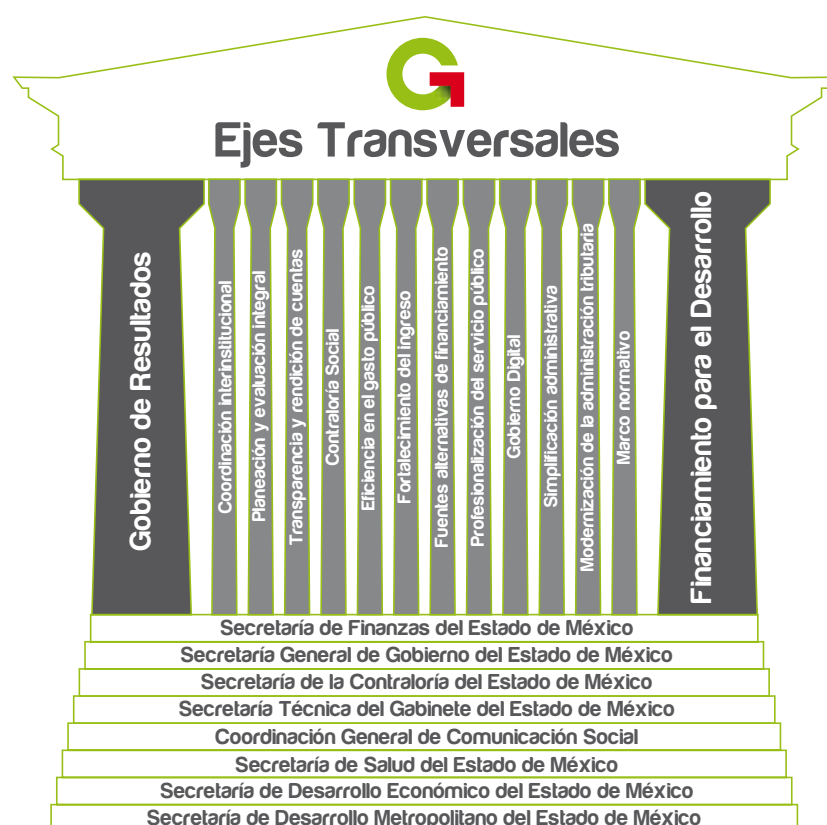 Ejes Transversales
Gobierno de Resultados
Coordinación interinstitucional
Planeación y evaluación integral
Transparencia y rendición de cuentas
Contraloría Social
Eficiencia en el gasto público
Fortalecimiento del ingreso
Fuentes alternativas de financiamiento
Profesionalización del servicio público
Gobierno Digital
Simplificación administrativa
Modernización de la administración tributaria
Marco normativo
Financiamiento para el Desarrollo
Secretaría de Finanzas del Estado de México
Secretaría General de Gobierno del Estado de México
Secretaría de la Contraloría del Estado de México
Secretaría Técnica del Gabinete del Estado de México
Coordinación General de Comunicación Social
Secretaría de Salud del Estado de México
Secretaría de Desarrollo Económico del Estado de México
Secretaría de Desarrollo Metropolitano del Estado de México